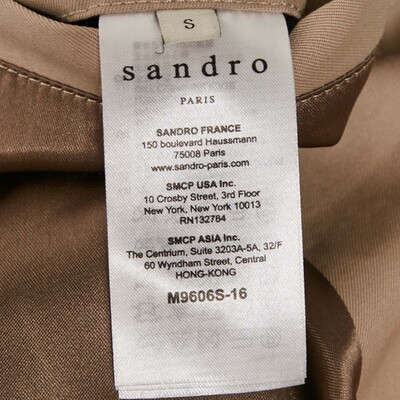 S
sandro
PARIS
SANDRO FRANCE
150 boulevard Haussmann
75008 Paris
www.sandro-paris.com
SMCP USA Inc.
10 Crosby Street, 3rd Floor
New York, New York 10013
RN132784
SMCP ASIA Inc.
The Centrium, Suite 3203A-5A, 32/F
60 Wyndham Street, Central
HONG-KONG
M9606S-16